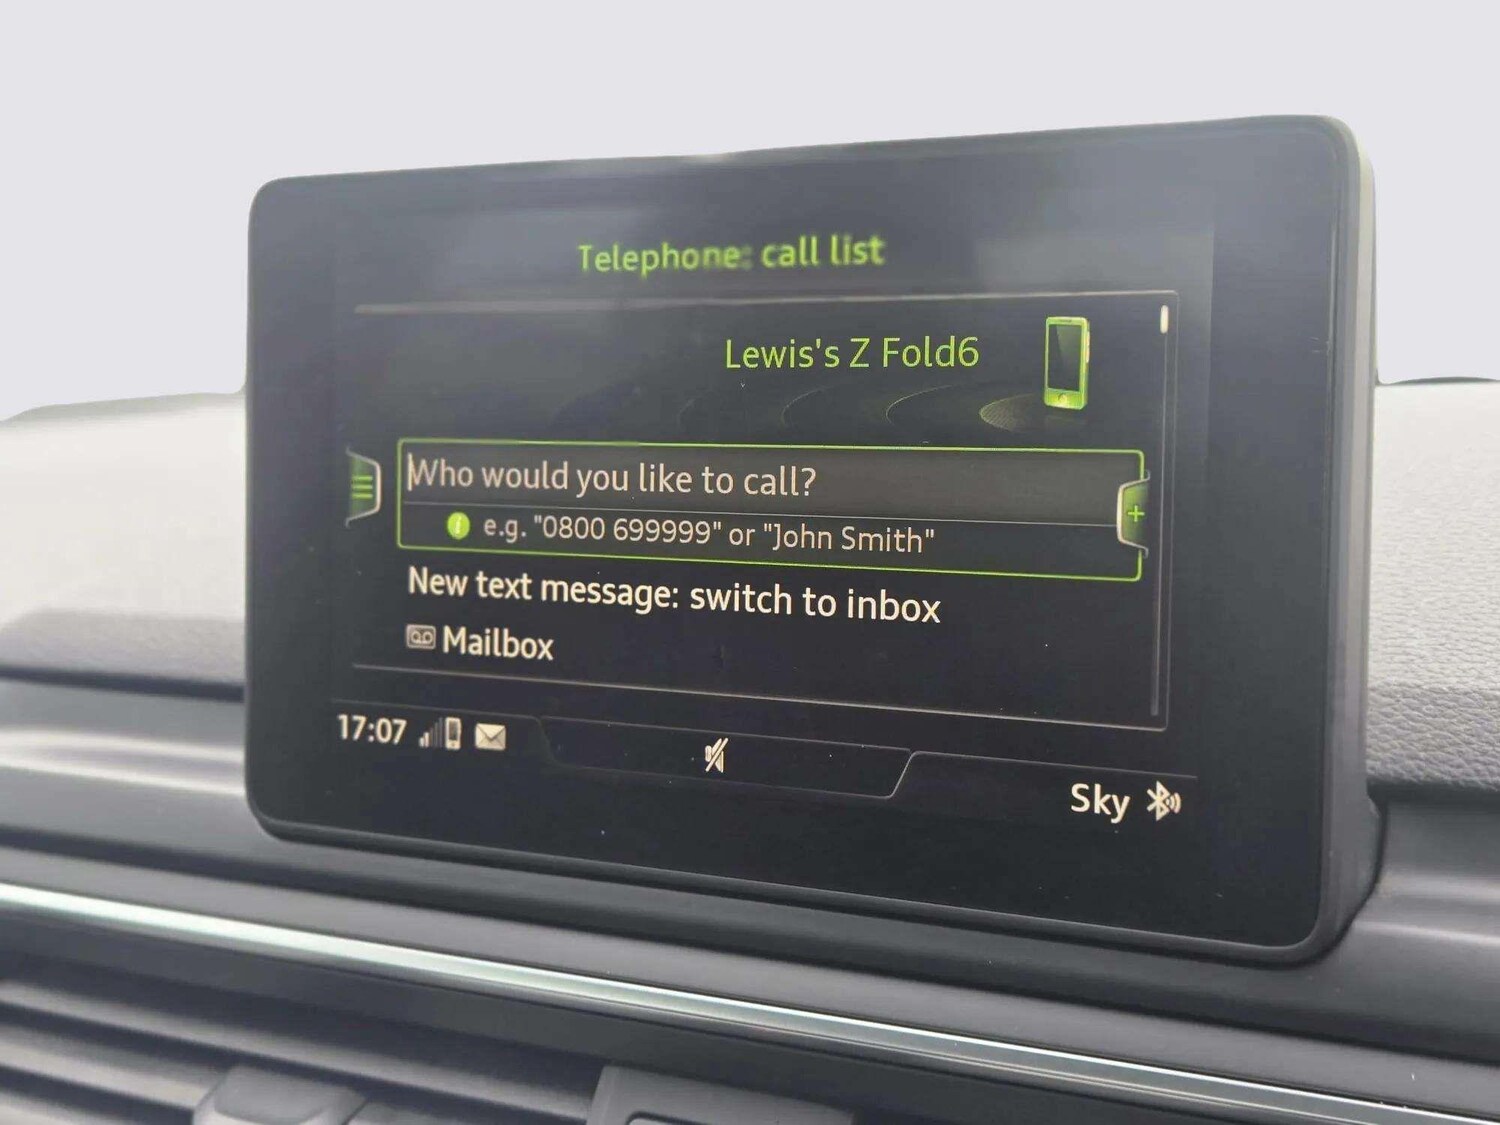 Telephone: call list
Lewis's Z Fold6
Who would you like to call?
e.g. "0800 699999" or "John Smith"
New text message: switch to inbox
Mailbox
17:07
Sky